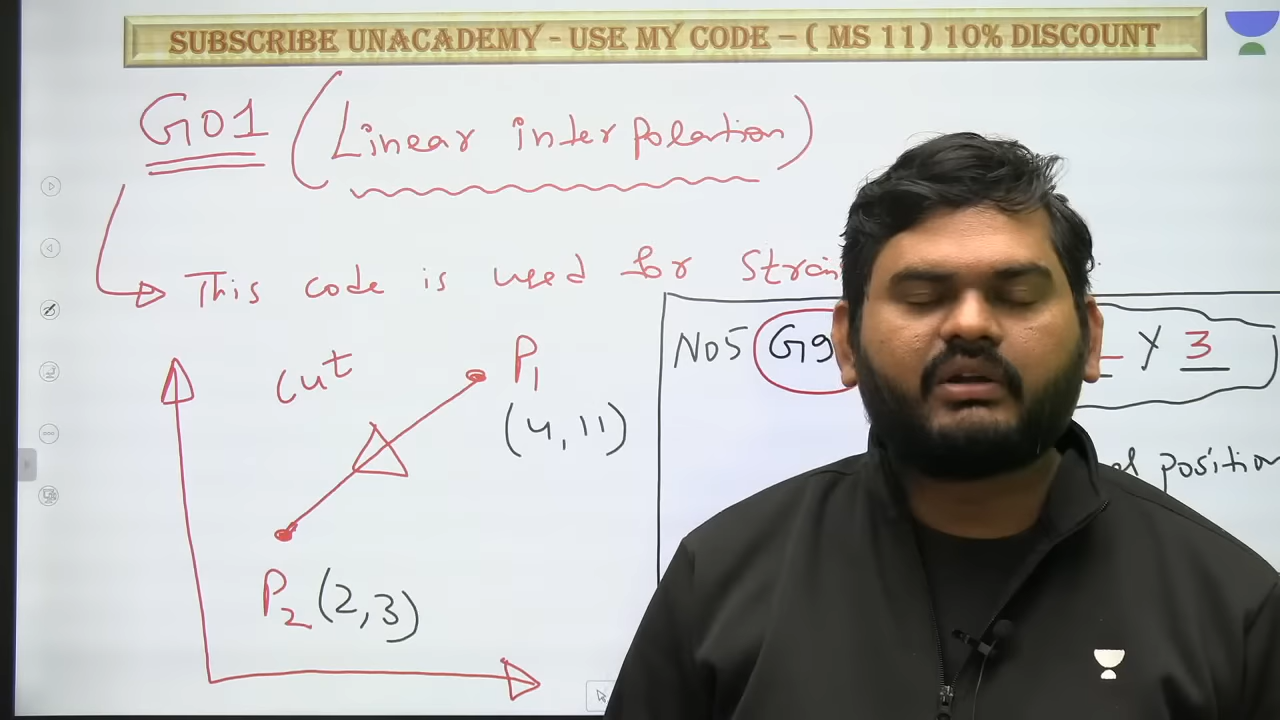 SUBSCRIBE UNACADEMY - USE MY CODE - ( MS 11) 10% DISCOUNT
G01 (Linear interpolation)
This code is used for
cut
P1
(4,11)
P2 (2,3)
N05 G9
Y 3
position